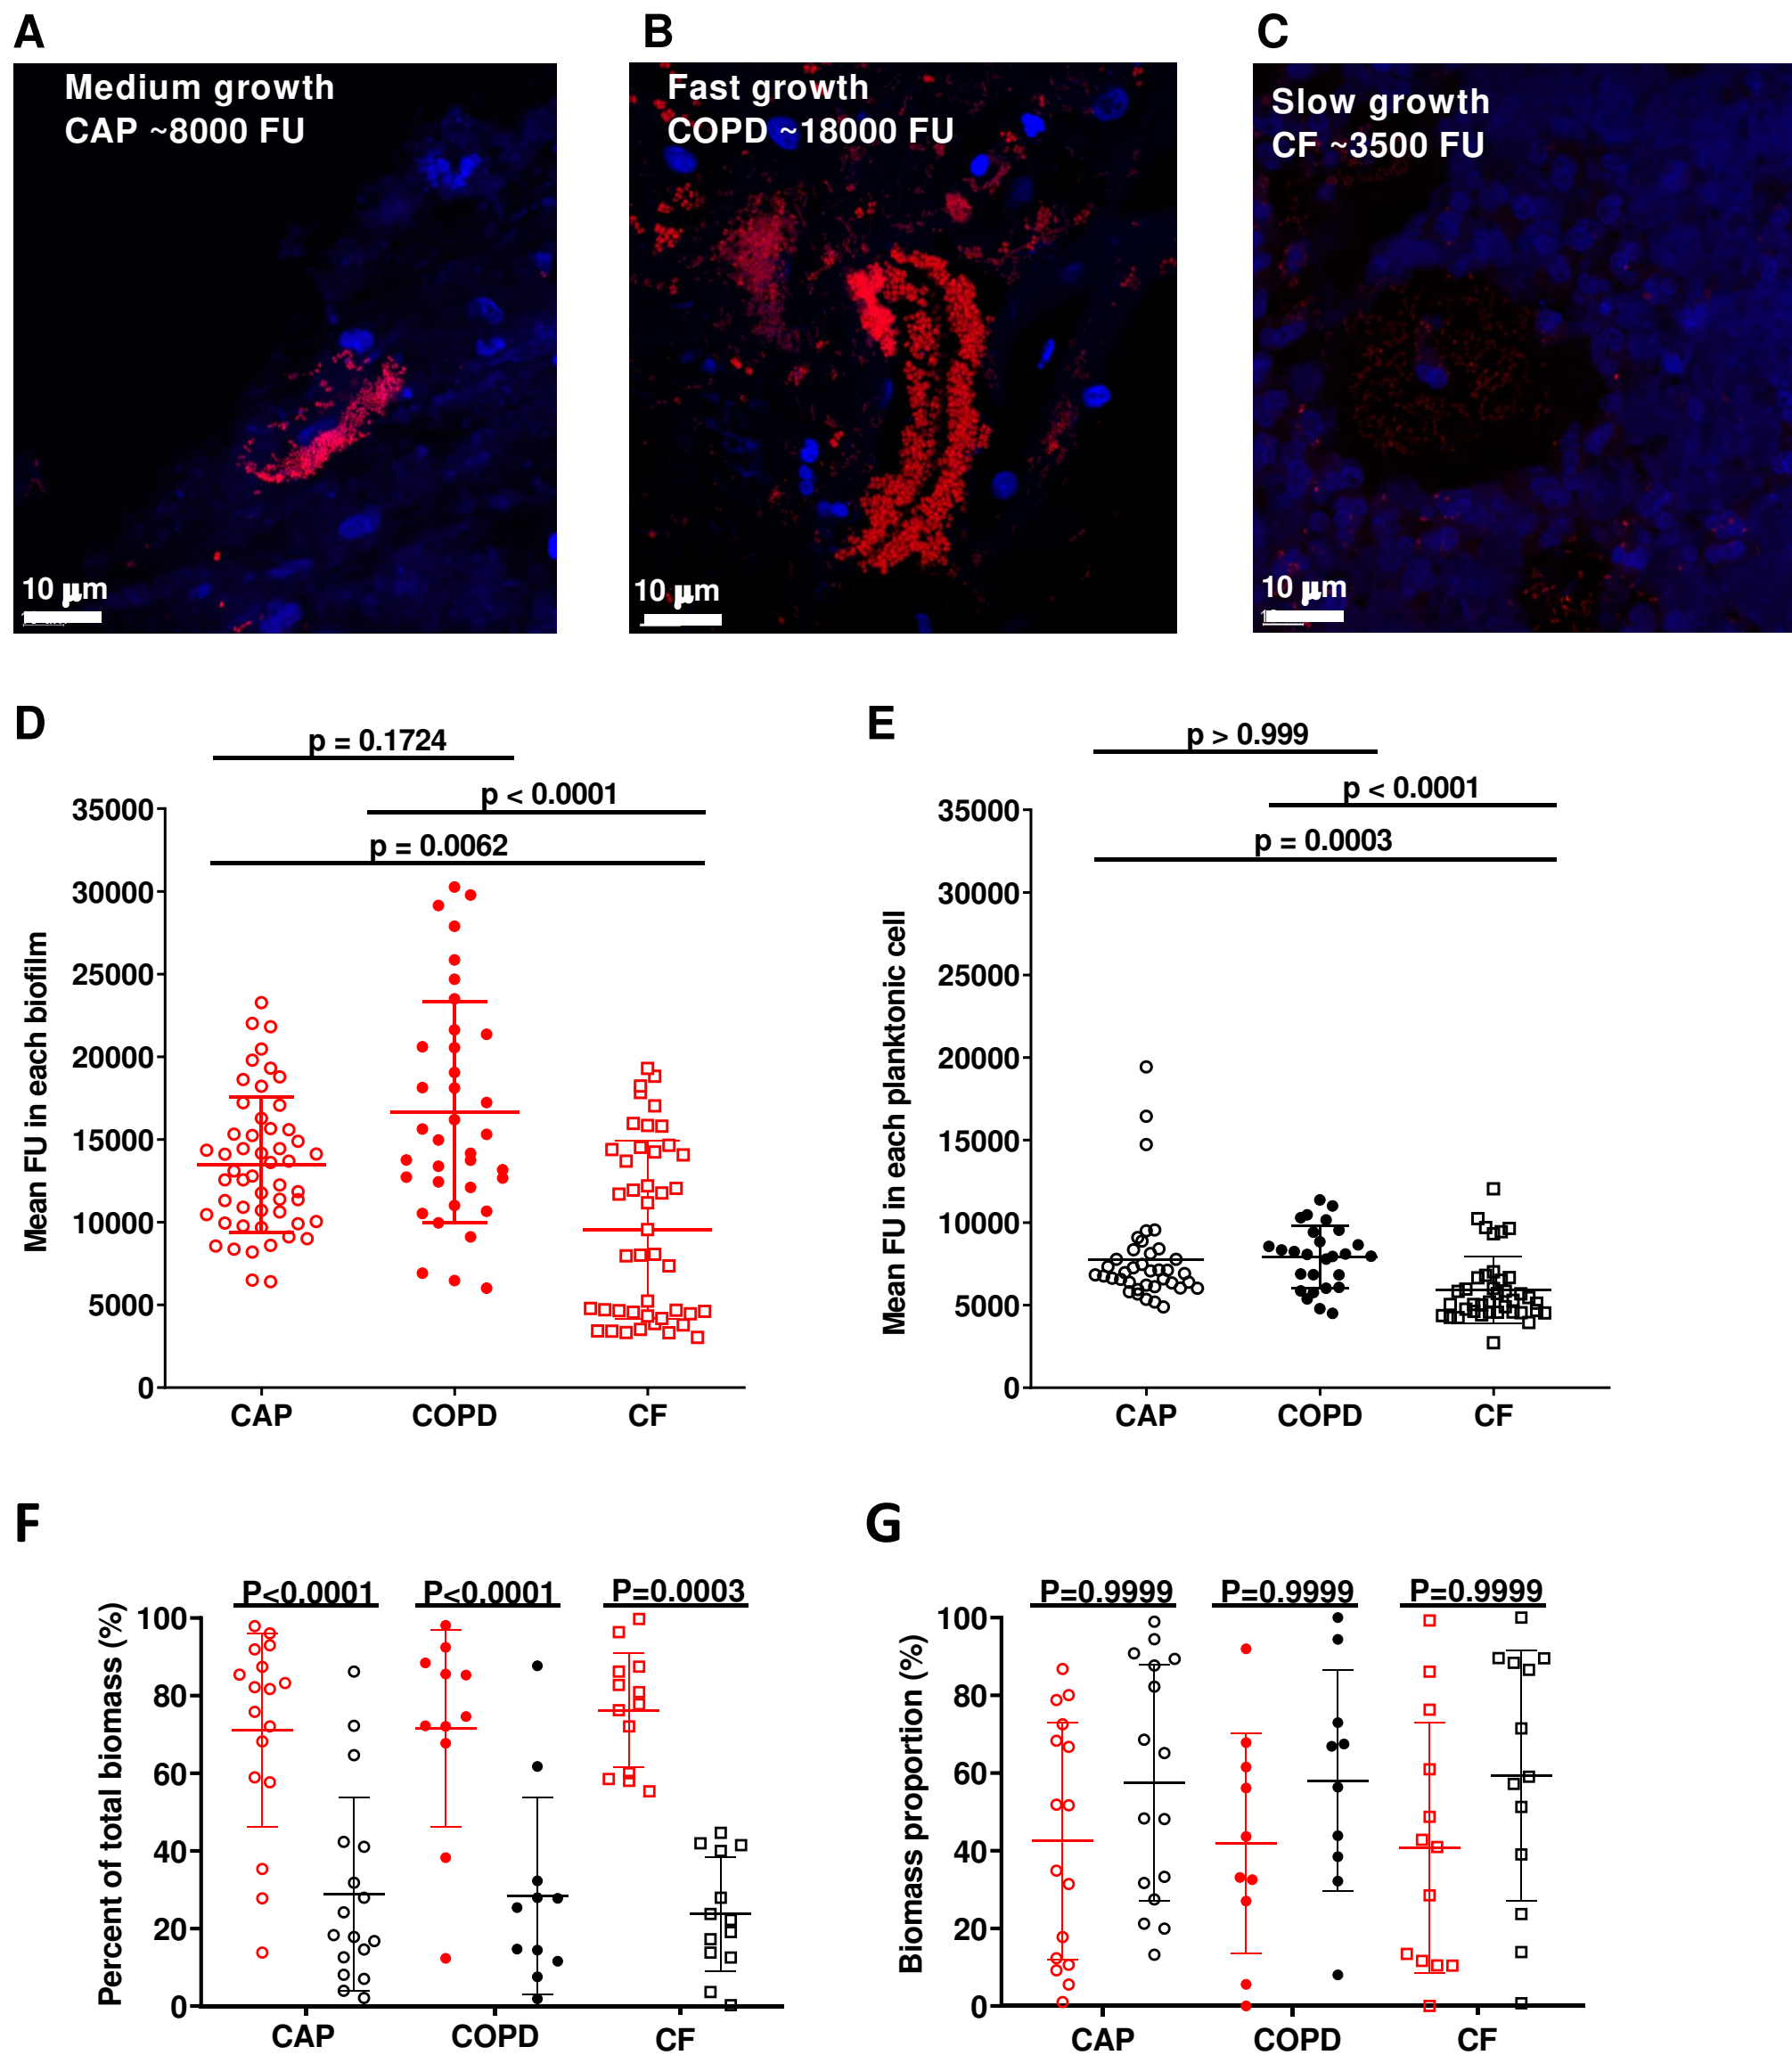 A
B
C
Medium growth
CAP ~8000 FU
Fast growth
COPD ~18000 FU
Slow growth
CF ~3500 FU
10 μm
10 μm
10 μm
D
p = 0.1724
p < 0.0001
p = 0.0062
Mean FU in each biofilm
35000
30000
25000
20000
15000
10000
5000
0
CAP
COPD
CF
E
p > 0.999
p < 0.0001
p = 0.0003
Mean FU in each planktonic cell
35000
30000
25000
20000
15000
10000
5000
0
CAP
COPD
CF
F
P<0.0001
P<0.0001
P=0.0003
Percent of total biomass (%)
100
80
60
40
20
0
CAP
COPD
CF
G
P=0.9999
P=0.9999
P=0.9999
Biomass proportion (%)
100
80
60
40
20
0
CAP
COPD
CF